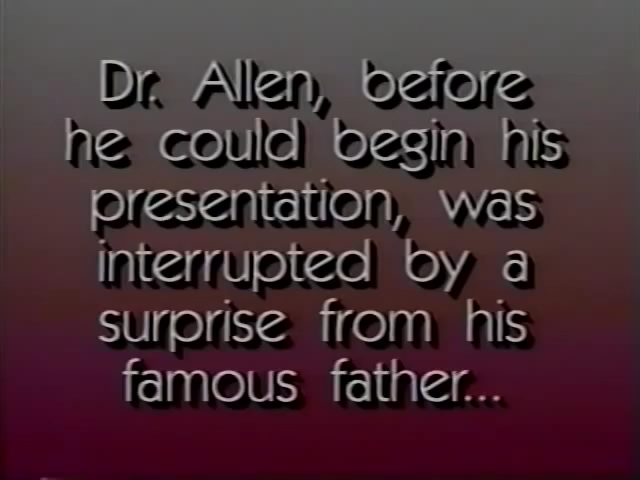 Dr. Allen, before
he could begin his
presentation, was
interrupted by a
surprise from his
famous father...